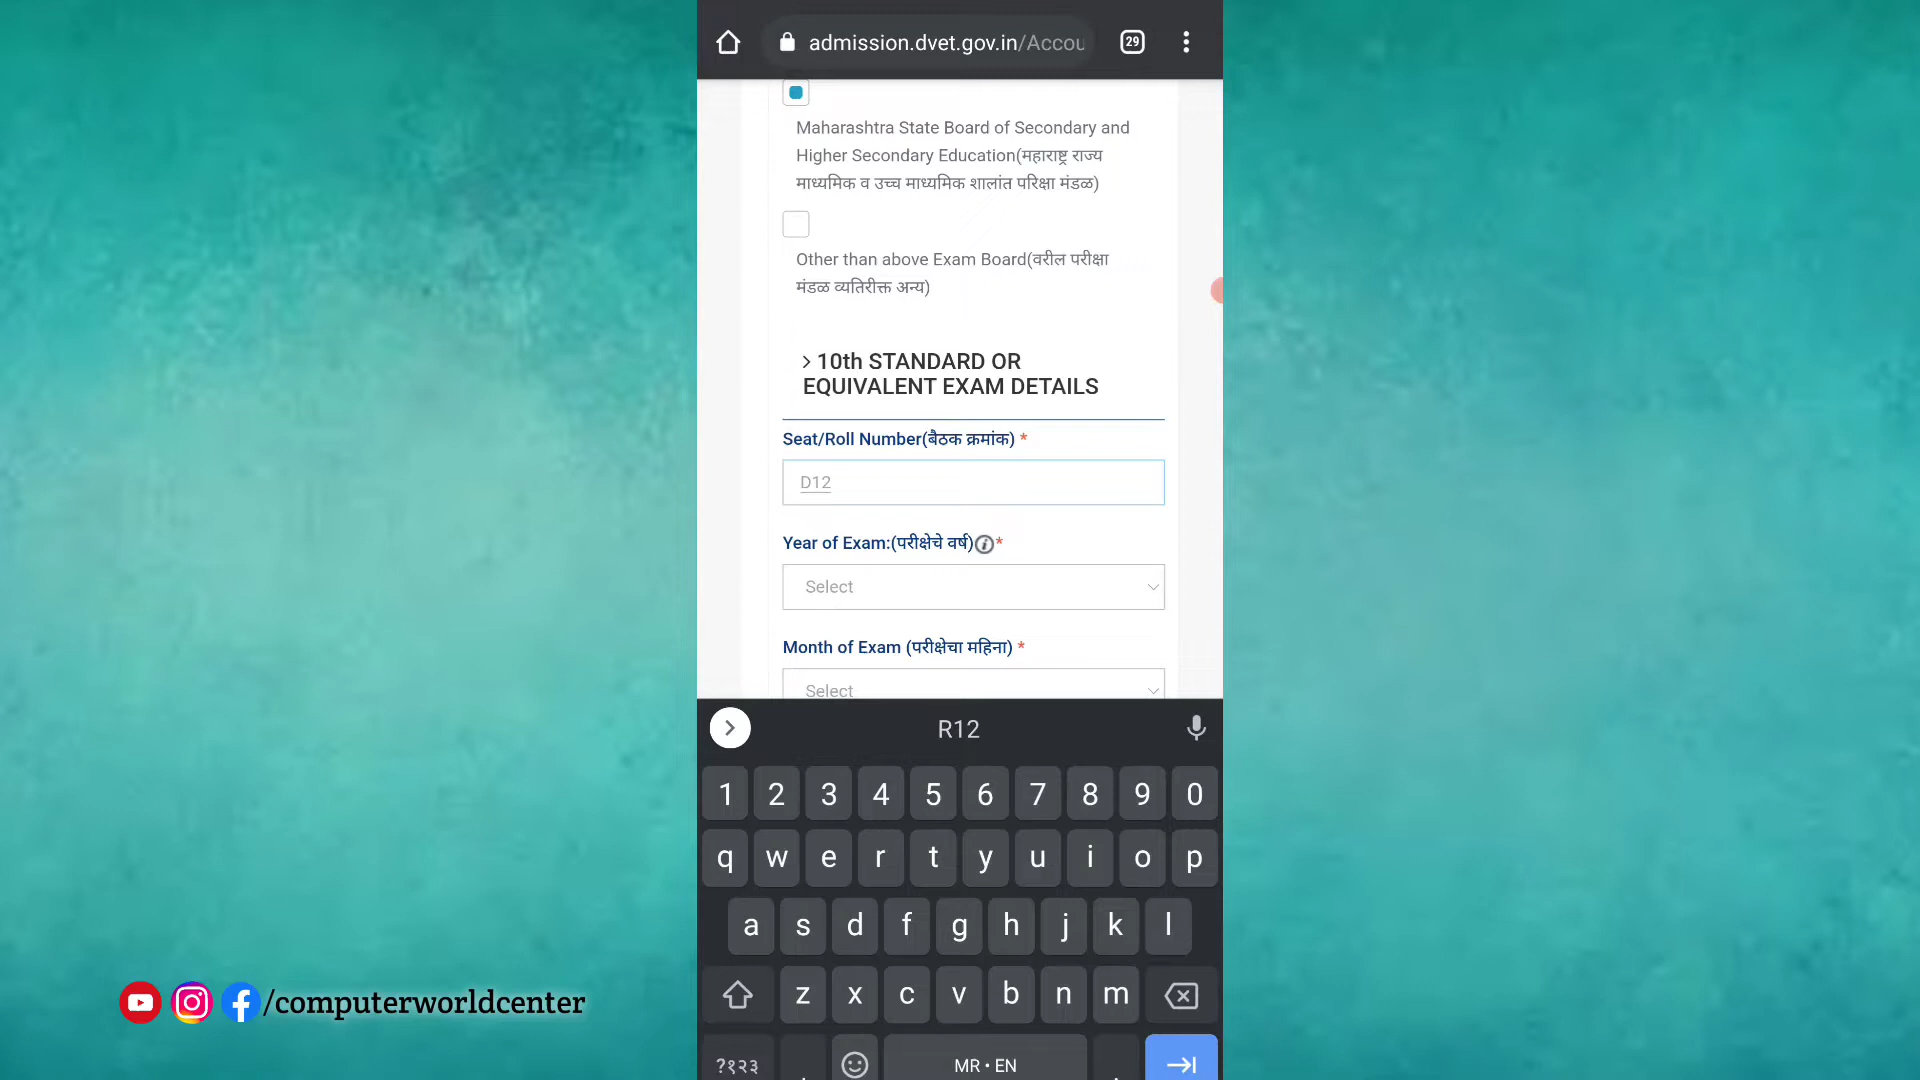 admission.dvet.gov.in/Accou
29
Maharashtra State Board of Secondary and
Higher Secondary Education(महाराष्ट्र राज्य
माध्यमिक व उच्च माध्यमिक शालांत परिक्षा मंडळ)
Other than above Exam Board(वरील परीक्षा
मंडळ व्यतिरीक्त अन्य)
> 10th STANDARD OR
EQUIVALENT EXAM DETAILS
Seat/Roll Number(बैठक क्रमांक) *
D12
Year of Exam:(परीक्षेचे वर्ष) i *
Select
Month of Exam (परीक्षेचा महिना) *
Select
R12
1 2 3 4 5 6 7 8 9 0
q w e r t y u i o p
a s d f g h j k l
z x c v b n m
?१२३ , MR • EN .
/computerworldcenter